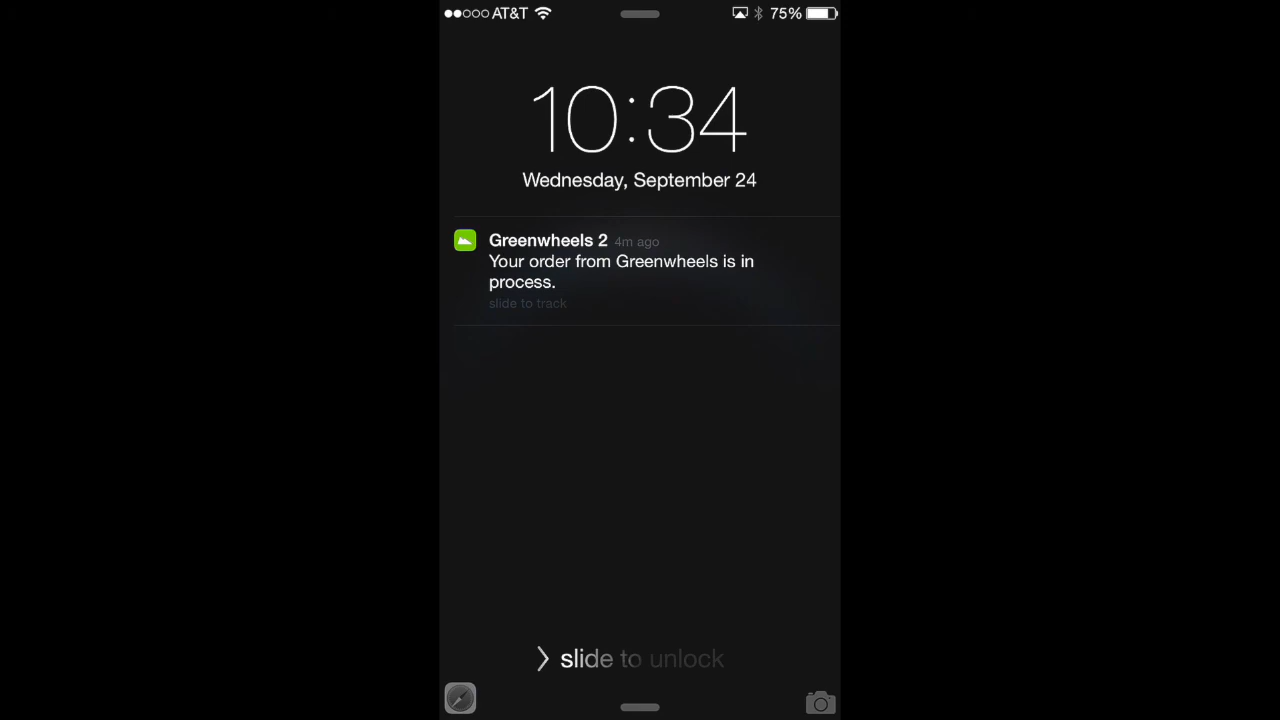 AT&T 75%
10:34
Wednesday, September 24
Greenwheels 2 4m ago
Your order from Greenwheels is in
process.
slide to track
slide to unlock